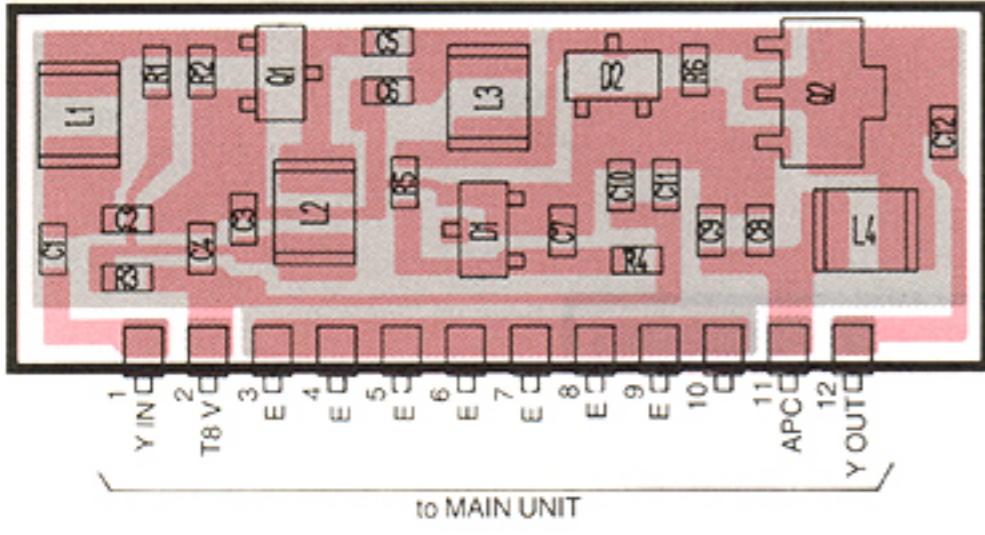 L1
R1
R2
Q1
C5
C6
L3
D2
R6
Q2
C12
C1
C2
R3
C4
C3
L2
R5
D1
C7
C10
C11
R4
C9
C8
L4
1
Y IN
2
T8 V
3
E
4
E
5
E
6
E
7
E
8
E
9
E
10
11
APC
12
Y OUT
to MAIN UNIT